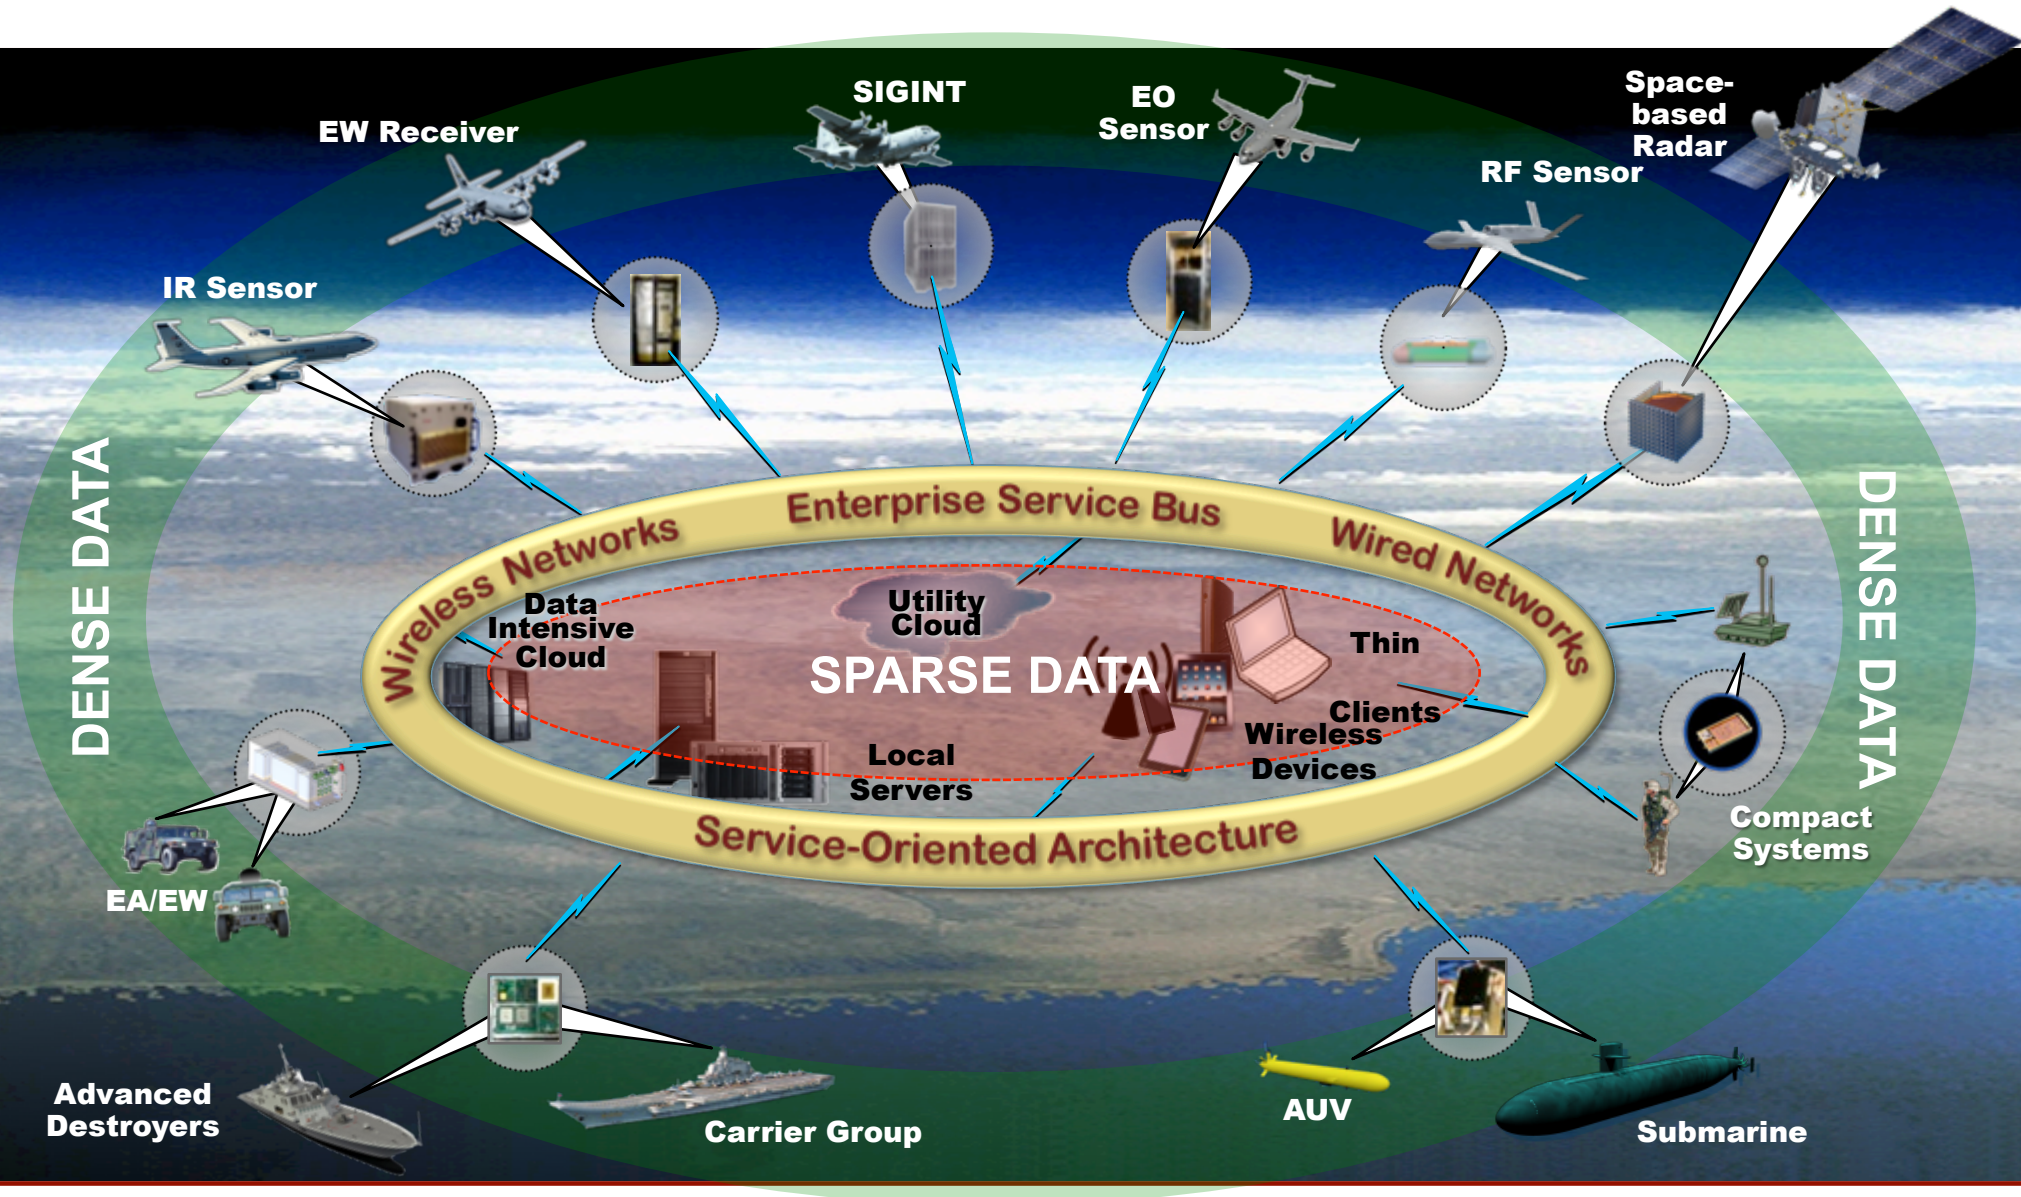 SIGINT
EO
Sensor
Space-
based
Radar
EW Receiver
RF Sensor
IR Sensor
DENSE DATA
DENSE DATA
Wireless Networks
Enterprise Service Bus
Wired Networks
Data
Intensive
Cloud
Utility
Cloud
Thin
Clients
SPARSE DATA
Wireless
Devices
Local
Servers
Service-Oriented Architecture
Compact
Systems
EA/EW
Advanced
Destroyers
Carrier Group
AUV
Submarine